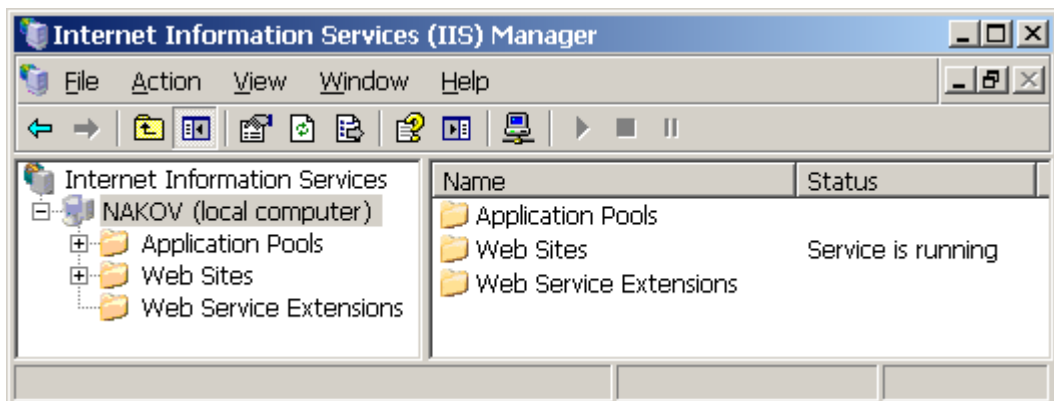 Internet Information Services (IIS) Manager
File Action View Window Help
Internet Information Services
NAKOV (local computer)
Application Pools
Web Sites
Web Service Extensions
Name Status
Application Pools
Web Sites Service is running
Web Service Extensions